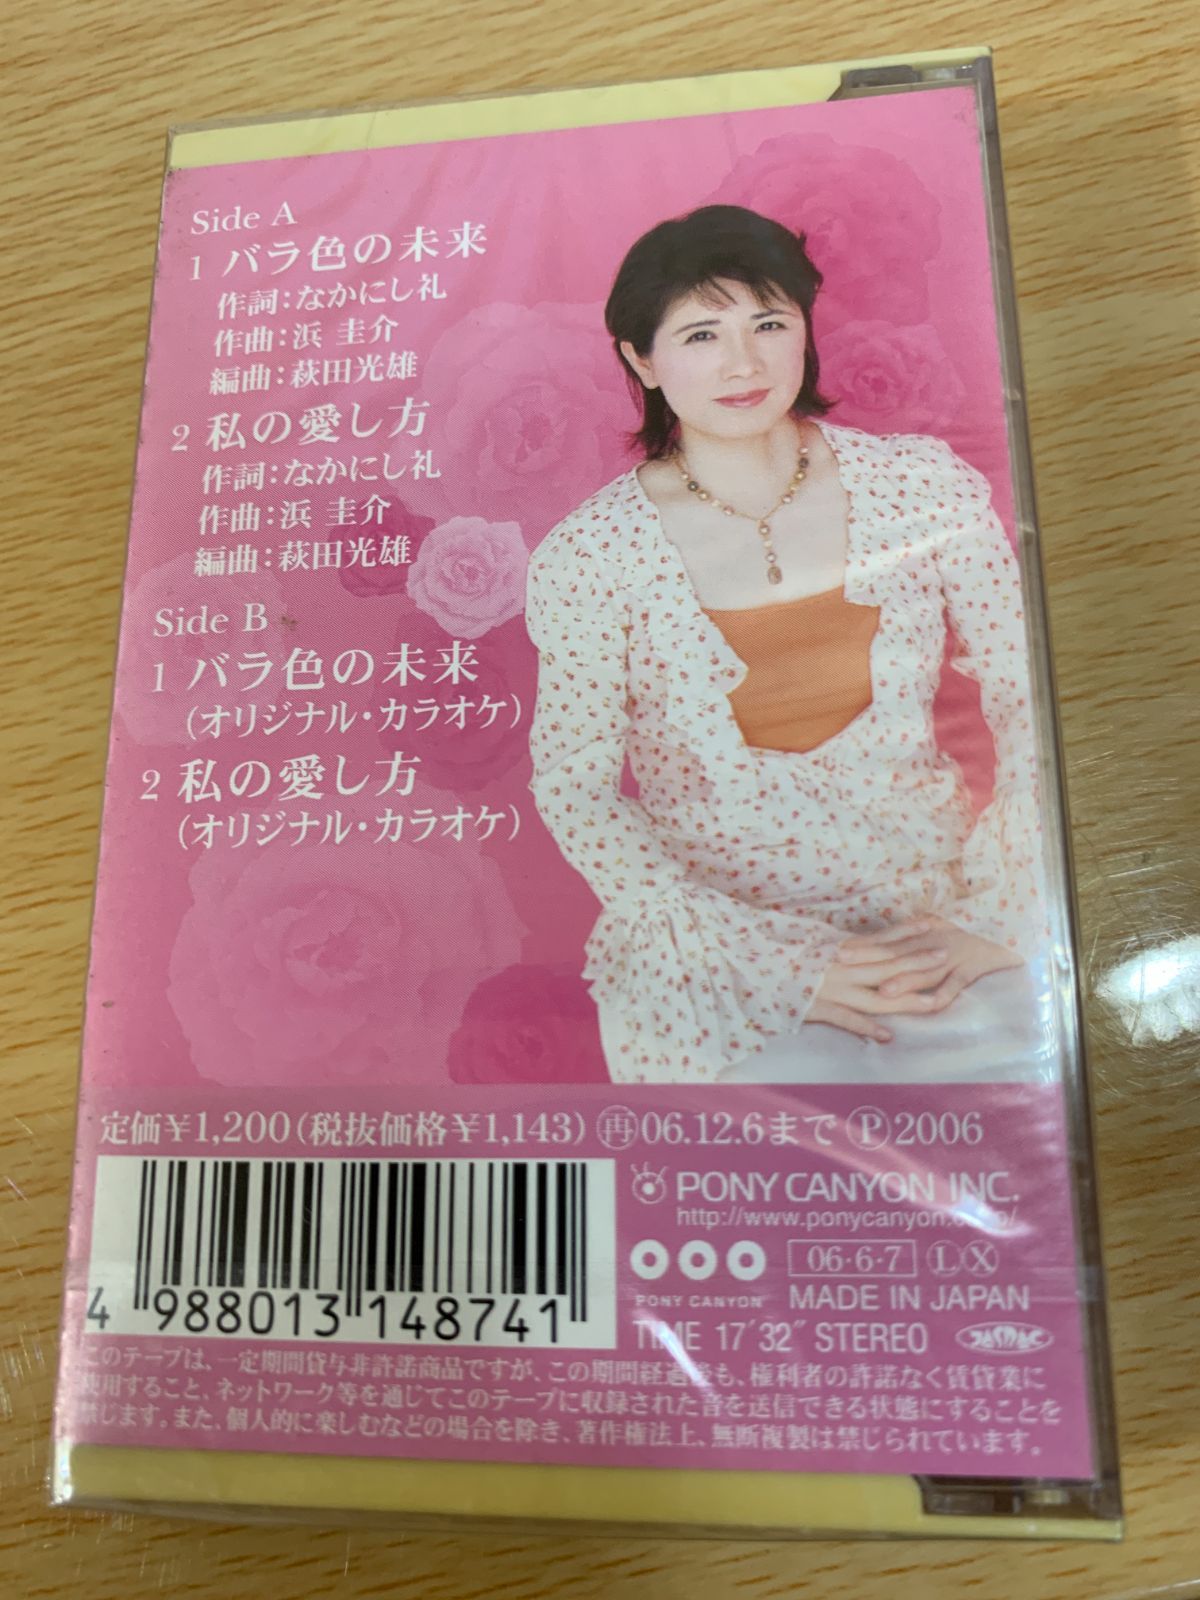 Side A
1 バラ色の未来
作詞：なかにし礼
作曲：浜 圭介
編曲：萩田光雄
2 私の愛し方
作詞：なかにし礼
作曲：浜 圭介
編曲：萩田光雄
Side B
1 バラ色の未来
(オリジナル・カラオケ)
2 私の愛し方
(オリジナル・カラオケ)
定価￥1,200(税抜価格￥1,143) 再06.12.6まで Ⓟ2006
4 988013 148741
PONY CANYON INC.
http://www.ponycanyon.co.jp/
PONY CANYON
06・6・7 Ⓛ Ⓧ
MADE IN JAPAN
TIME 17′32″ STEREO
このテープは、一定期間貸与非許諾商品ですが、この期間経過後も、権利者の許諾なく賃貸業に
使用すること、ネットワーク等を通じてこのテープに収録された音を送信できる状態にすることを
禁じます。また、個人的に楽しむなどの場合を除き、著作権法上、無断複製は禁じられています。